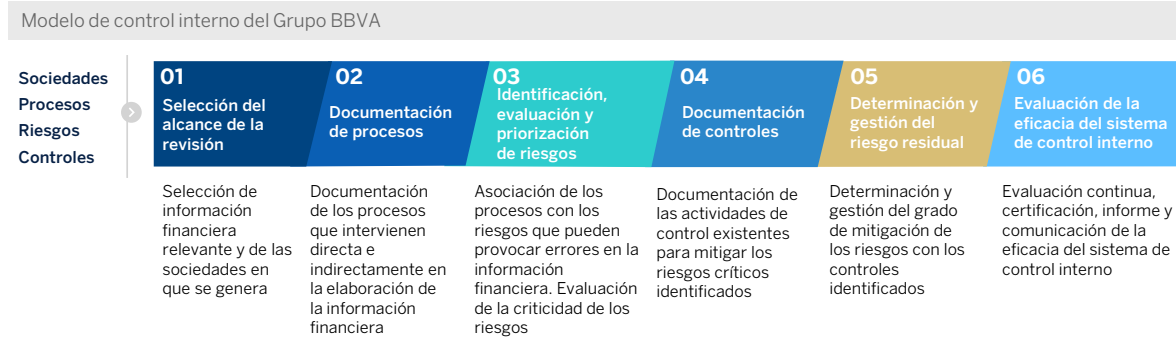 Modelo de control interno del Grupo BBVA
Sociedades
Procesos
Riesgos
Controles
01
Selección del
alcance de la
revisión
Selección de
información
financiera
relevante y de las
sociedades en
que se genera
02
Documentación
de procesos
Documentación
de los procesos
que intervienen
directa e
indirectamente en
la elaboración de
la información
financiera
03
Identificación,
evaluación y
priorización
de riesgos
Asociación de los
procesos con los
riesgos que pueden
provocar errores en la
información
financiera. Evaluación
de la criticidad de los
riesgos
04
Documentación
de controles
Documentación de
las actividades de
control existentes
para mitigar los
riesgos críticos
identificados
05
Determinación y
gestión del
riesgo residual
Determinación y
gestión del grado
de mitigación de
los riesgos con los
controles
identificados
06
Evaluación de la
eficacia del sistema
de control interno
Evaluación continua,
certificación, informe y
comunicación de la
eficacia del sistema de
control interno